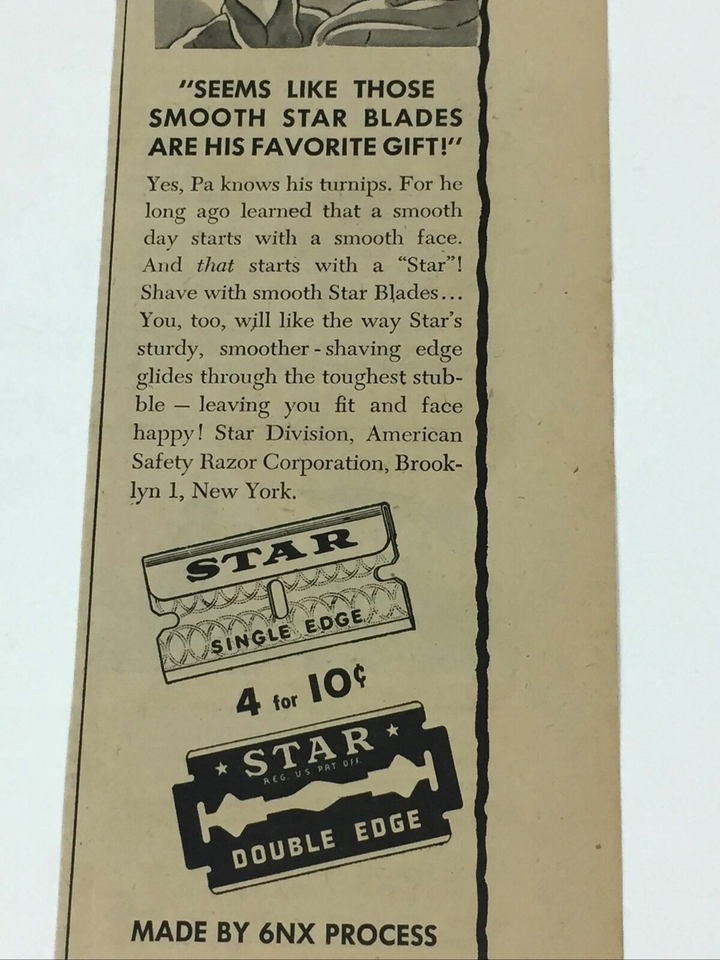 "SEEMS LIKE THOSE
SMOOTH STAR BLADES
ARE HIS FAVORITE GIFT!"
Yes, Pa knows his turnips. For he
long ago learned that a smooth
day starts with a smooth face.
And that starts with a “Star”!
Shave with smooth Star Blades...
You, too, will like the way Star’s
sturdy, smoother-shaving edge
glides through the toughest stub-
ble — leaving you fit and face
happy! Star Division, American
Safety Razor Corporation, Brook-
lyn 1, New York.
STAR
SINGLE EDGE
4 for 10¢
★ STAR ★
REG. U.S. PAT. OFF.
DOUBLE EDGE
MADE BY 6NX PROCESS